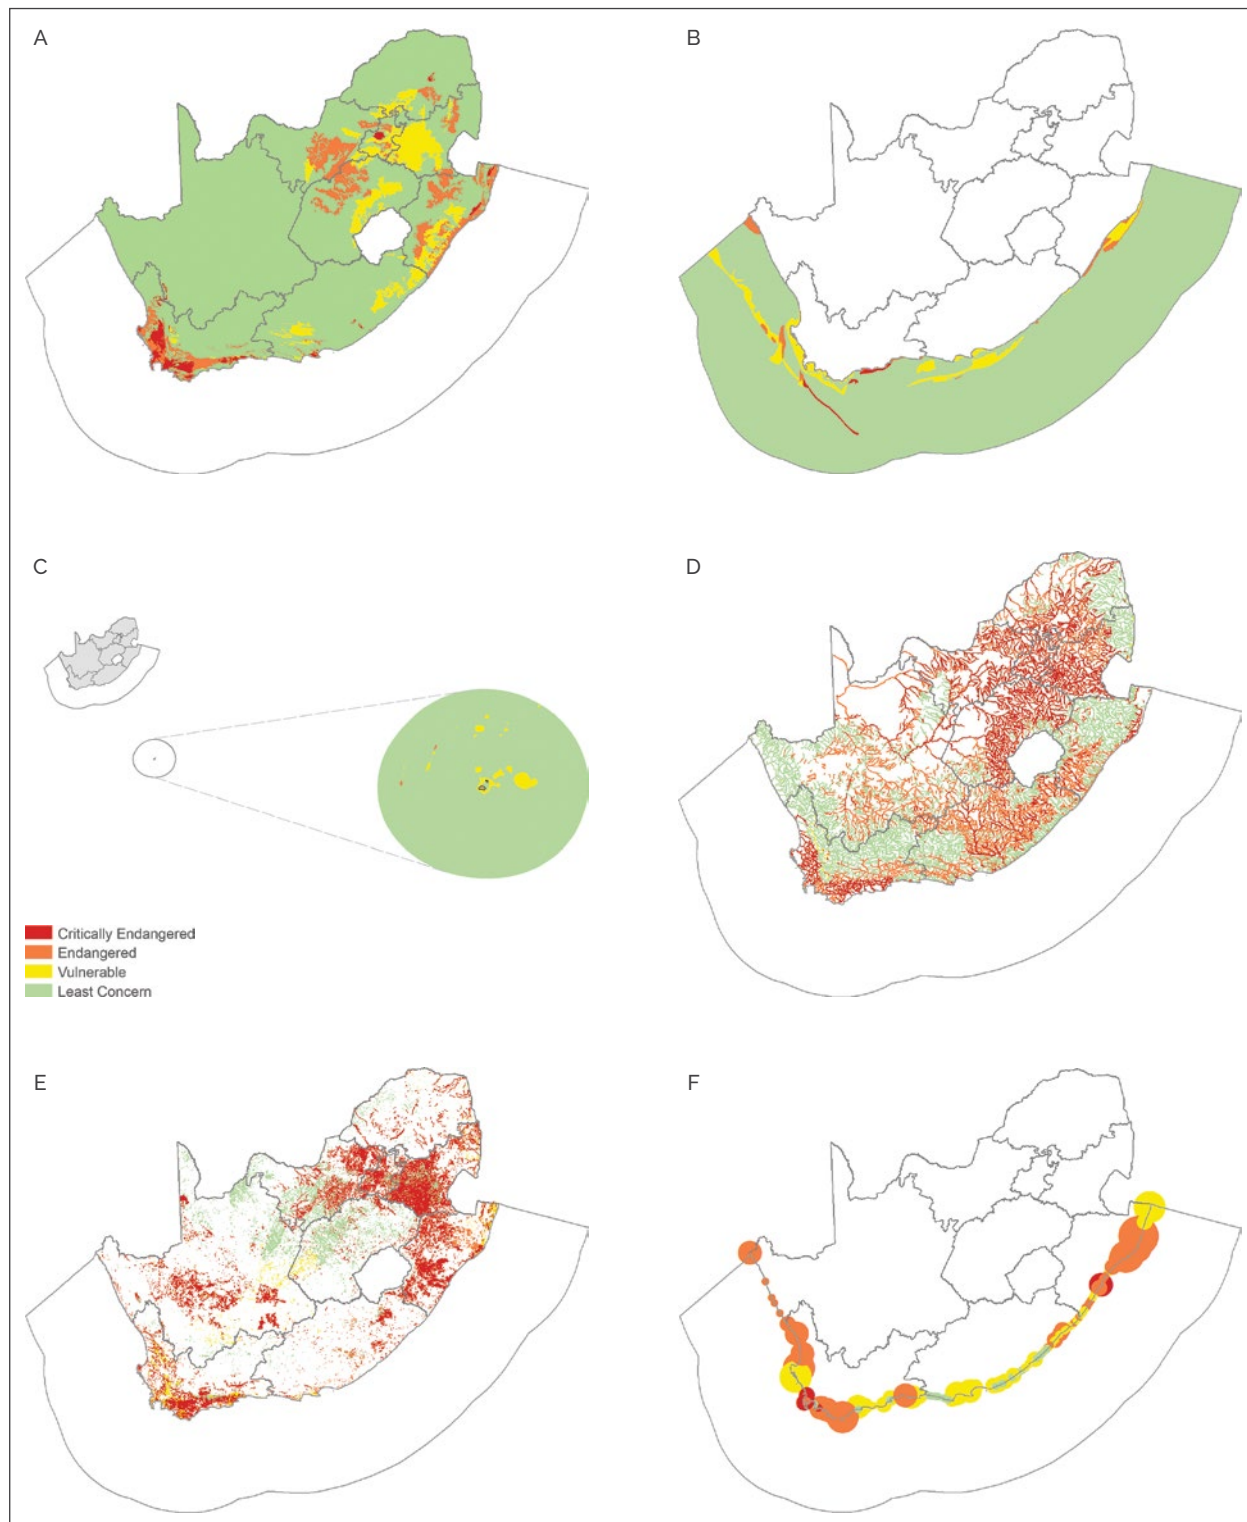 A
B
C
D
Critically Endangered
Endangered
Vulnerable
Least Concern
E
F